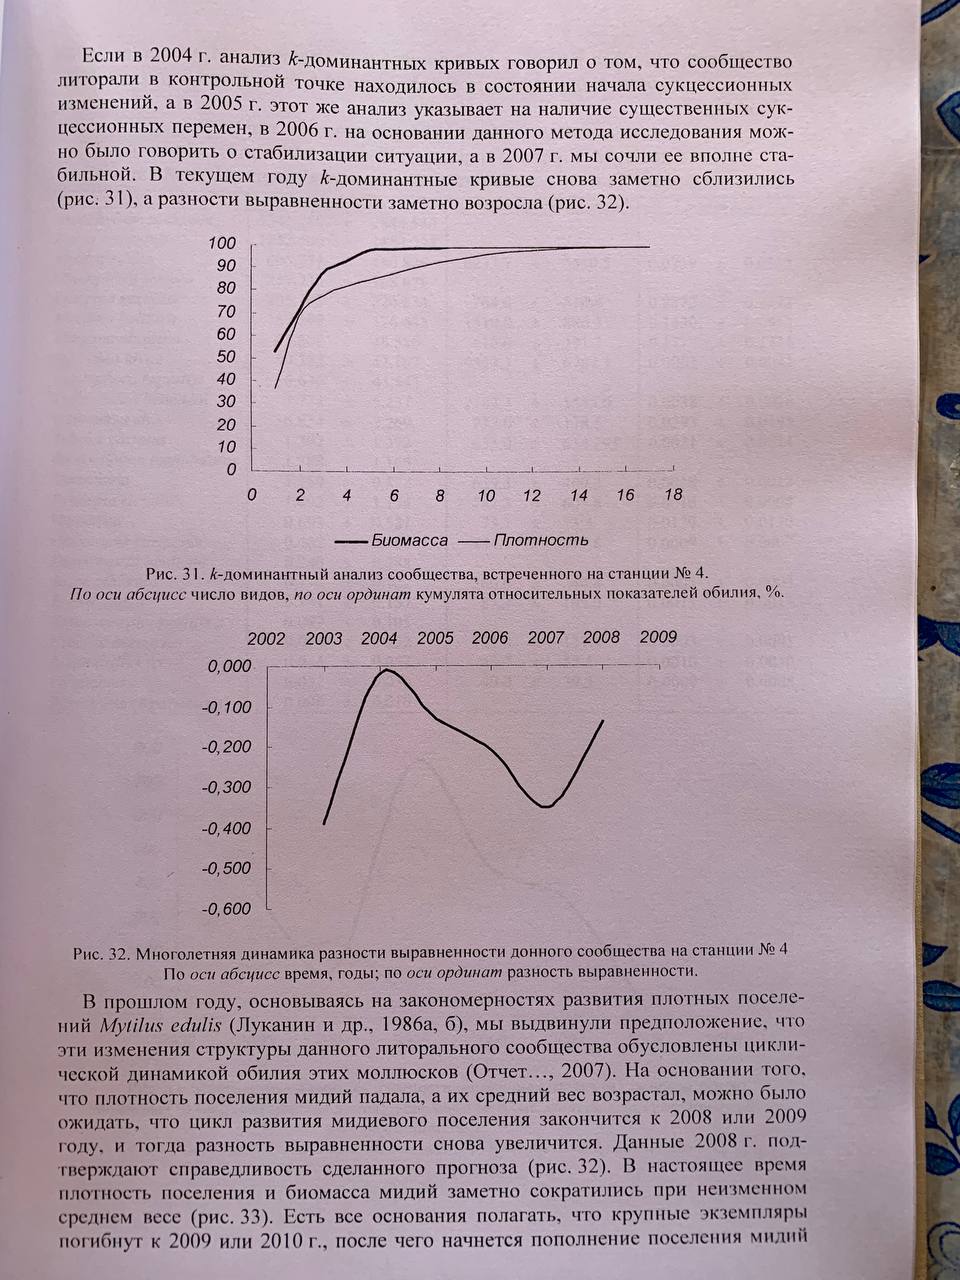 Если в 2004 г. анализ k-доминантных кривых говорил о том, что сообщество
литорали в контрольной точке находилось в состоянии начала сукцессионных
изменений, а в 2005 г. этот же анализ указывает на наличие существенных сук-
цессионных перемен, в 2006 г. на основании данного метода исследования мож-
но было говорить о стабилизации ситуации, а в 2007 г. мы сочли ее вполне ста-
бильной. В текущем году k-доминантные кривые снова заметно сблизились
(рис. 31), а разности выравненности заметно возросла (рис. 32).
100
90
80
70
60
50
40
30
20
10
0
0 2 4 6 8 10 12 14 16 18
Биомасса Плотность
Рис. 31. k-доминантный анализ сообщества, встреченного на станции № 4.
По оси абсцисс число видов, по оси ординат кумулята относительных показателей обилия, %.
2002 2003 2004 2005 2006 2007 2008 2009
0,000
-0,100
-0,200
-0,300
-0,400
-0,500
-0,600
Рис. 32. Многолетняя динамика разности выравненности донного сообщества на станции № 4
По оси абсцисс время, годы; по оси ординат разность выравненности.
В прошлом году, основываясь на закономерностях развития плотных поселе-
ний Mytilus edulis (Луканин и др., 1986а, б), мы выдвинули предположение, что
эти изменения структуры данного литорального сообщества обусловлены цикли-
ческой динамикой обилия этих моллюсков (Отчет…, 2007). На основании того,
что плотность поселения мидий падала, а их средний вес возрастал, можно было
ожидать, что цикл развития мидиевого поселения закончится к 2008 или 2009
году, и тогда разность выравненности снова увеличится. Данные 2008 г. под-
тверждают справедливость сделанного прогноза (рис. 32). В настоящее время
плотность поселения и биомасса мидий заметно сократились при неизменном
среднем весе (рис. 33). Есть все основания полагать, что крупные экземпляры
погибнут к 2009 или 2010 г., после чего начнется пополнение поселения мидий